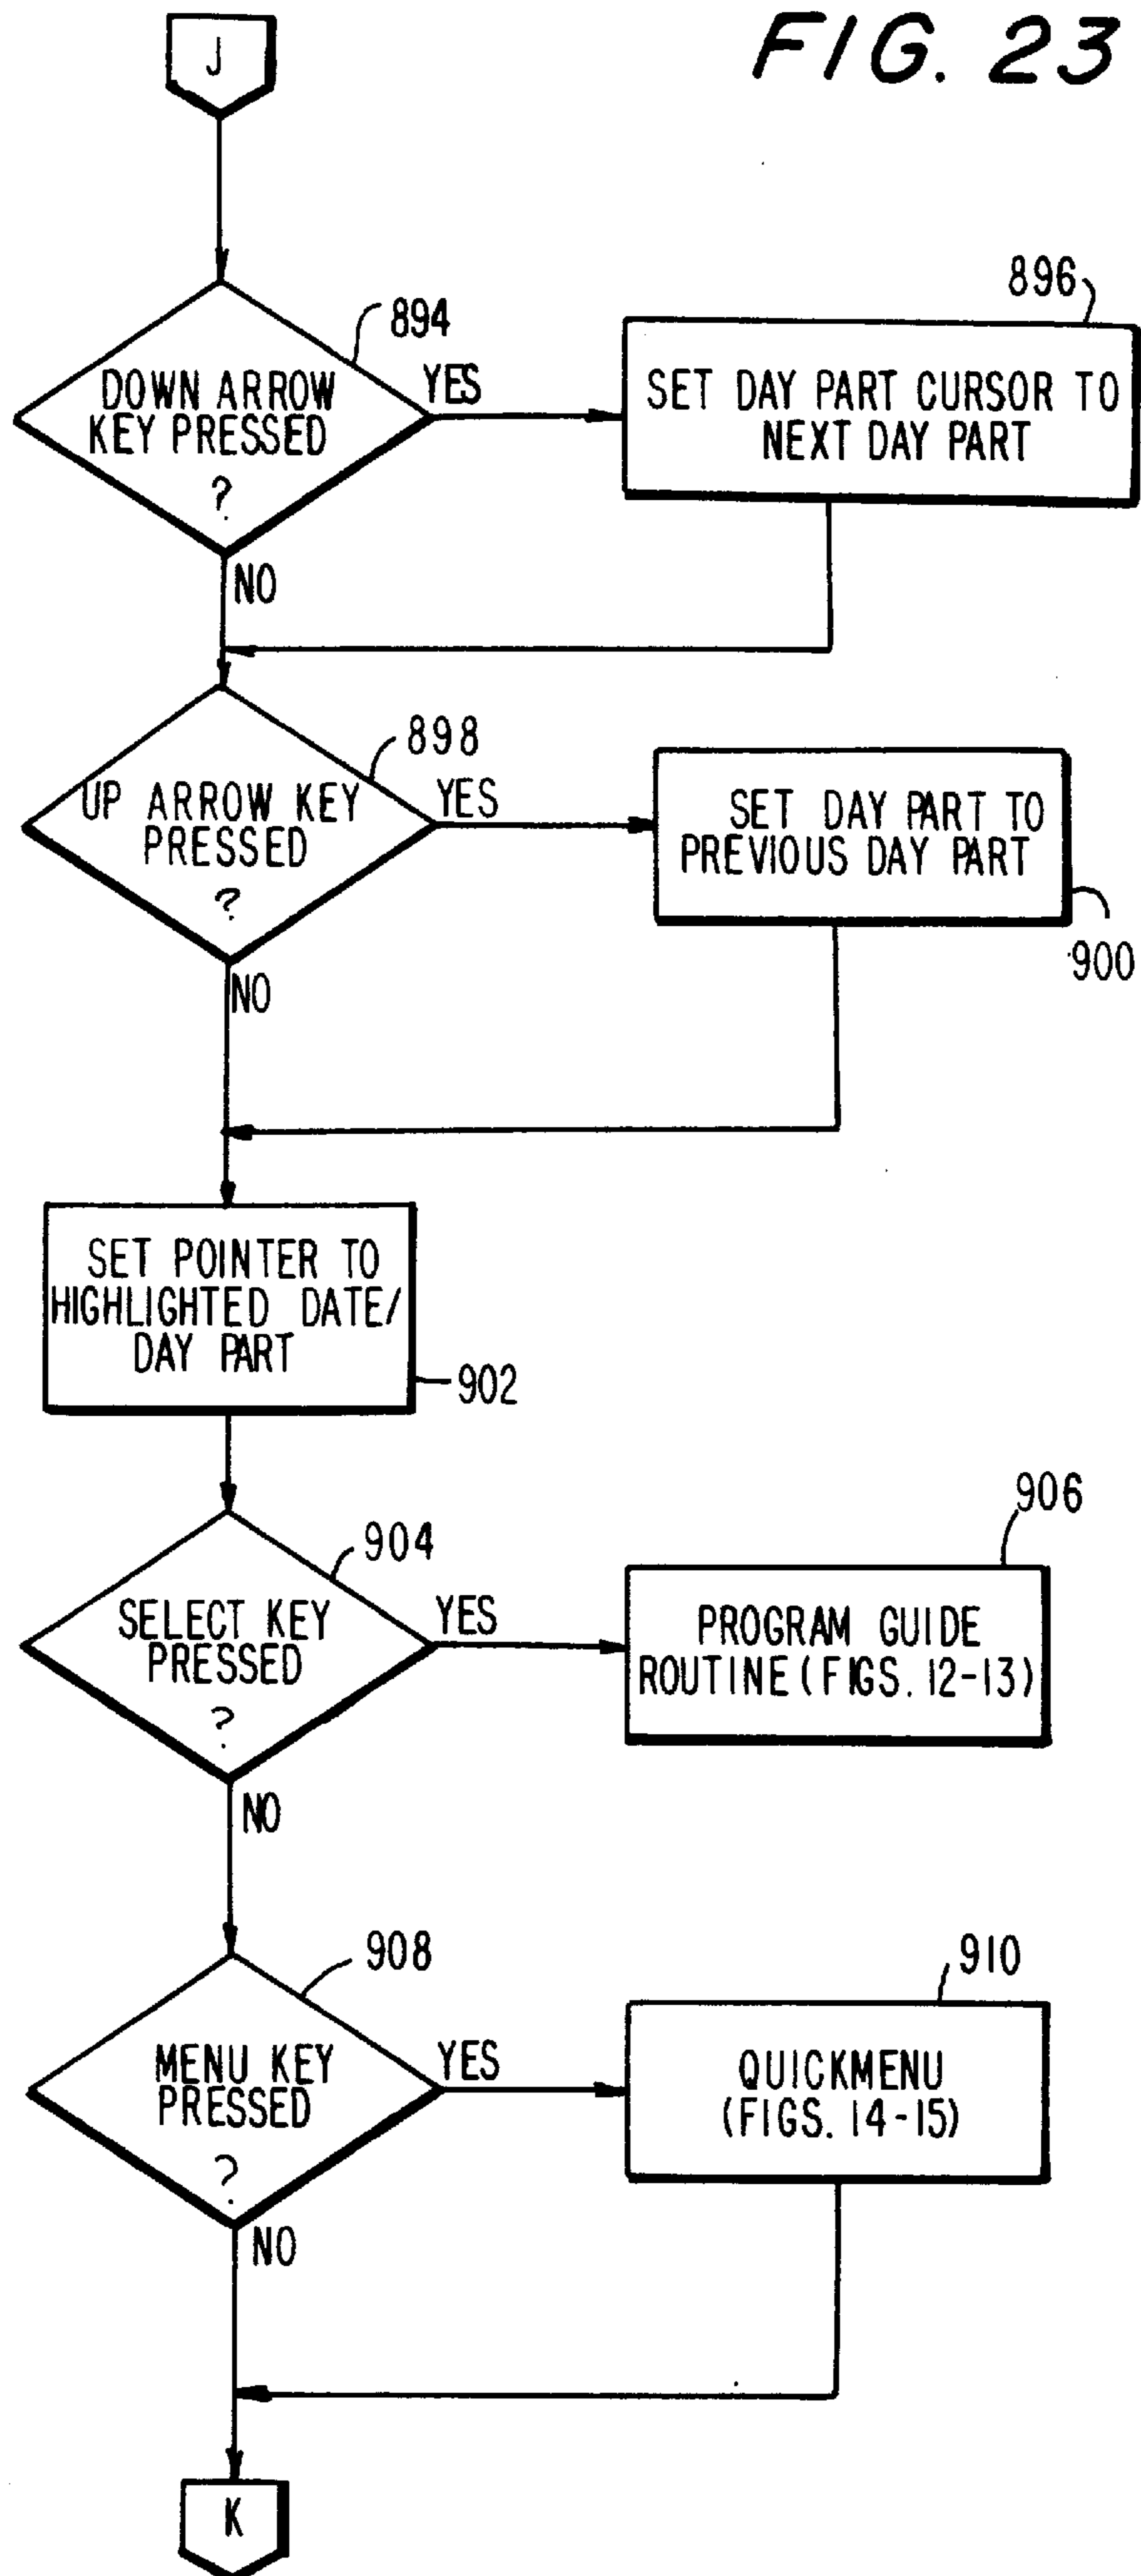 FIG. 23
J
894
DOWN ARROW
KEY PRESSED
?
YES
NO
896
SET DAY PART CURSOR TO
NEXT DAY PART
898
UP ARROW KEY
PRESSED
?
YES
NO
SET DAY PART TO
PREVIOUS DAY PART
900
SET POINTER TO
HIGHLIGHTED DATE/
DAY PART
902
904
SELECT KEY
PRESSED
?
YES
NO
906
PROGRAM GUIDE
ROUTINE (FIGS. 12-13)
908
MENU KEY
PRESSED
?
YES
NO
910
QUICKMENU
(FIGS. 14-15)
K